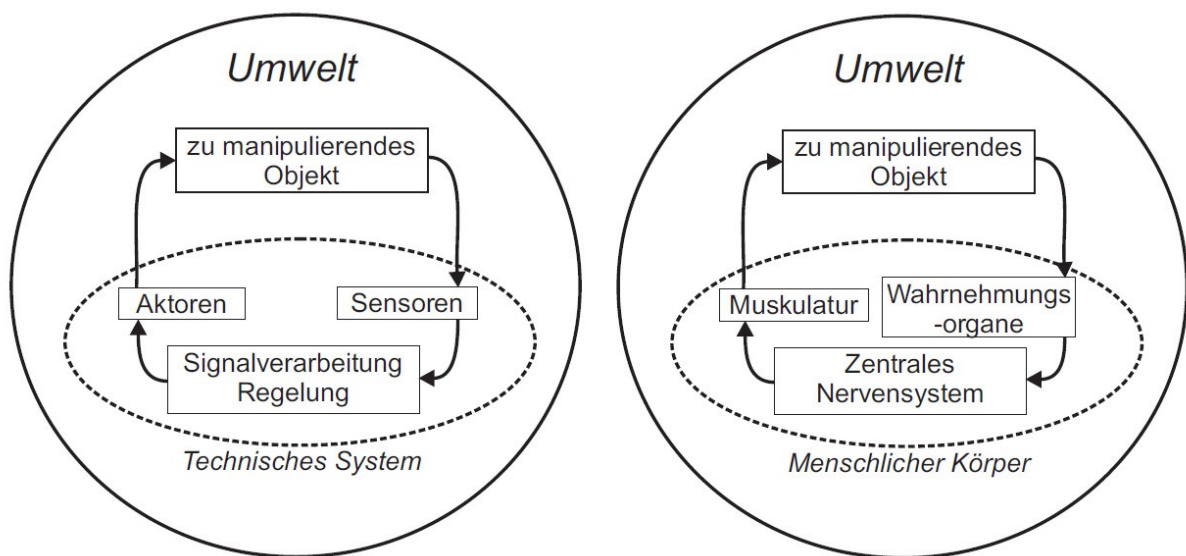 Umwelt
zu manipulierendes
Objekt
Aktoren
Sensoren
Signalverarbeitung
Regelung
Technisches System
Umwelt
zu manipulierendes
Objekt
Muskulatur
Wahrnehmungs
-organe
Zentrales
Nervensystem
Menschlicher Körper